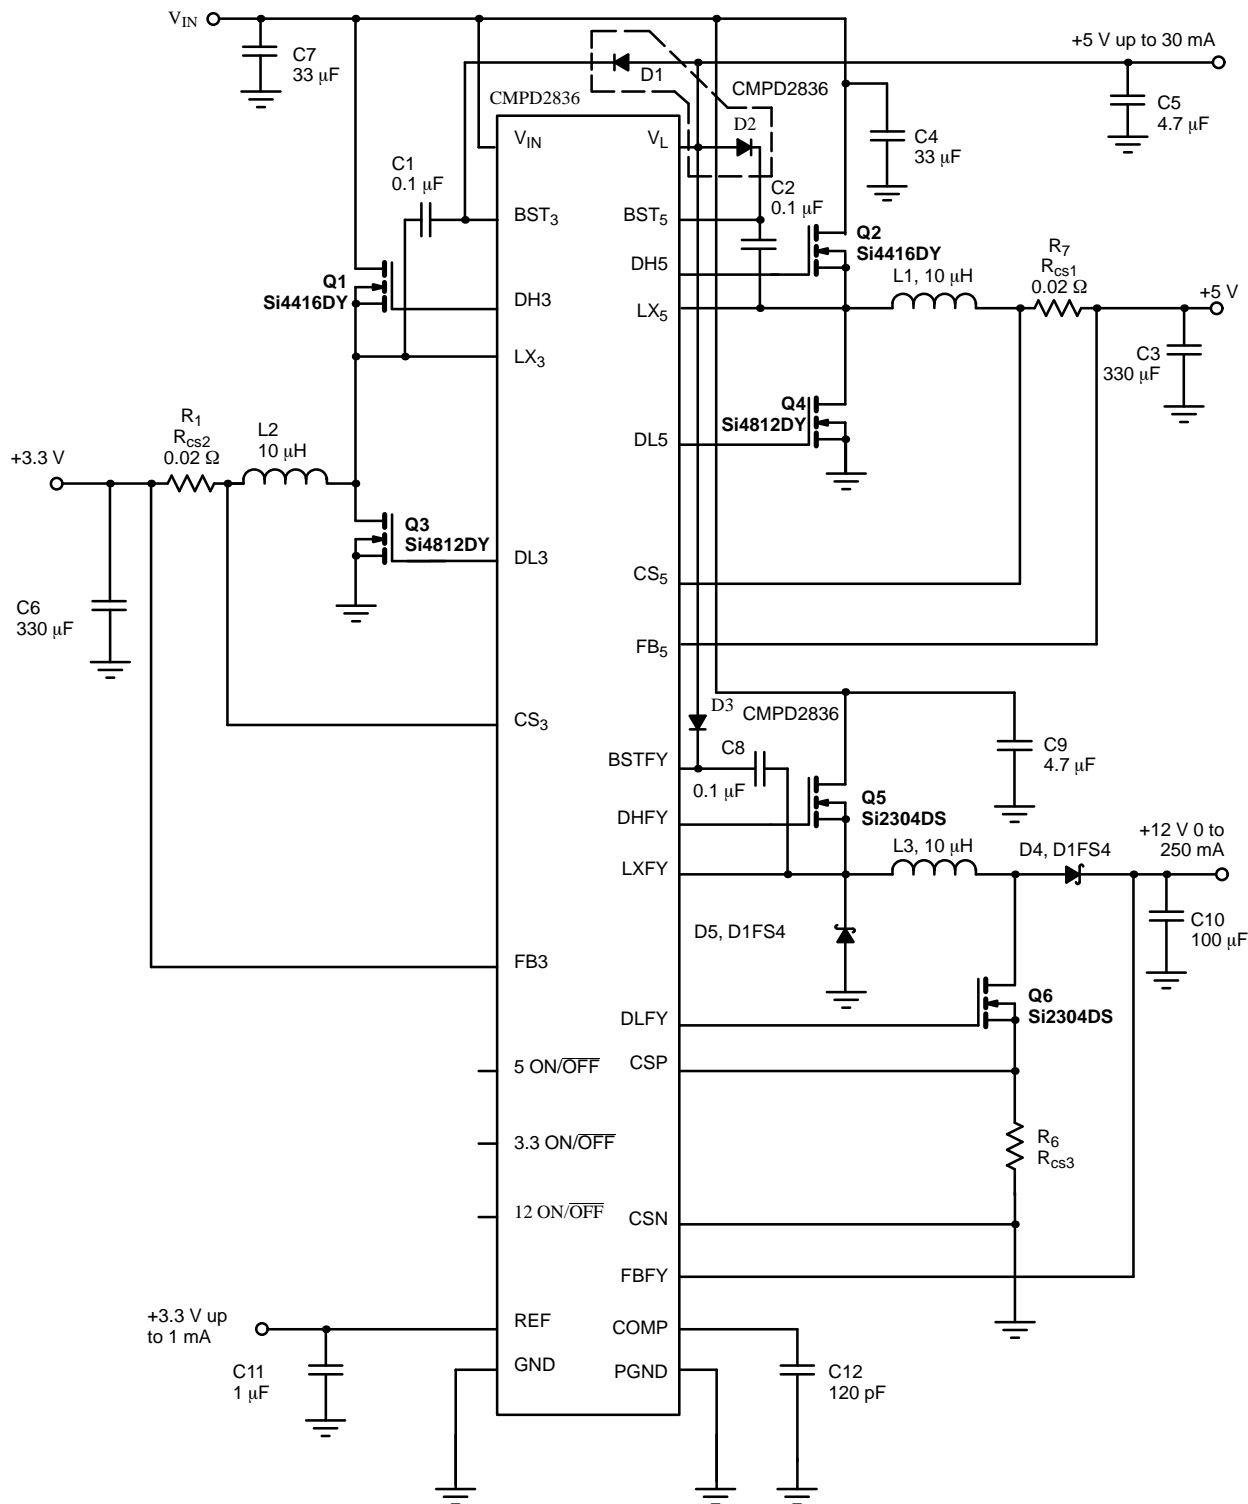 V_IN
C7
33 µF
+5 V up to 30 mA
D1
CMPD2836
C5
4.7 µF
CMPD2836
D2
V_IN
V_L
C4
33 µF
C1
0.1 µF
C2
0.1 µF
BST_3
BST_5
Q2
Si4416DY
R_7
R_cs1
0.02 Ω
DH5
L1, 10 µH
Q1
Si4416DY
DH3
LX_5
+5 V
LX_3
C3
330 µF
Q4
Si4812DY
R_1
R_cs2
0.02 Ω
L2
10 µH
DL5
+3.3 V
Q3
Si4812DY
DL3
CS_5
C6
330 µF
FB_5
D3
CMPD2836
CS_3
C8
0.1 µF
C9
4.7 µF
BSTFY
Q5
Si2304DS
DHFY
+12 V 0 to
250 mA
L3, 10 µH
D4, D1FS4
LXFY
D5, D1FS4
C10
100 µF
FB3
Q6
Si2304DS
DLFY
CSP
5 ON/OFF
3.3 ON/OFF
R_6
R_cs3
12 ON/OFF
CSN
FBFY
+3.3 V up
to 1 mA
REF
COMP
GND
PGND
C11
1 µF
C12
120 pF